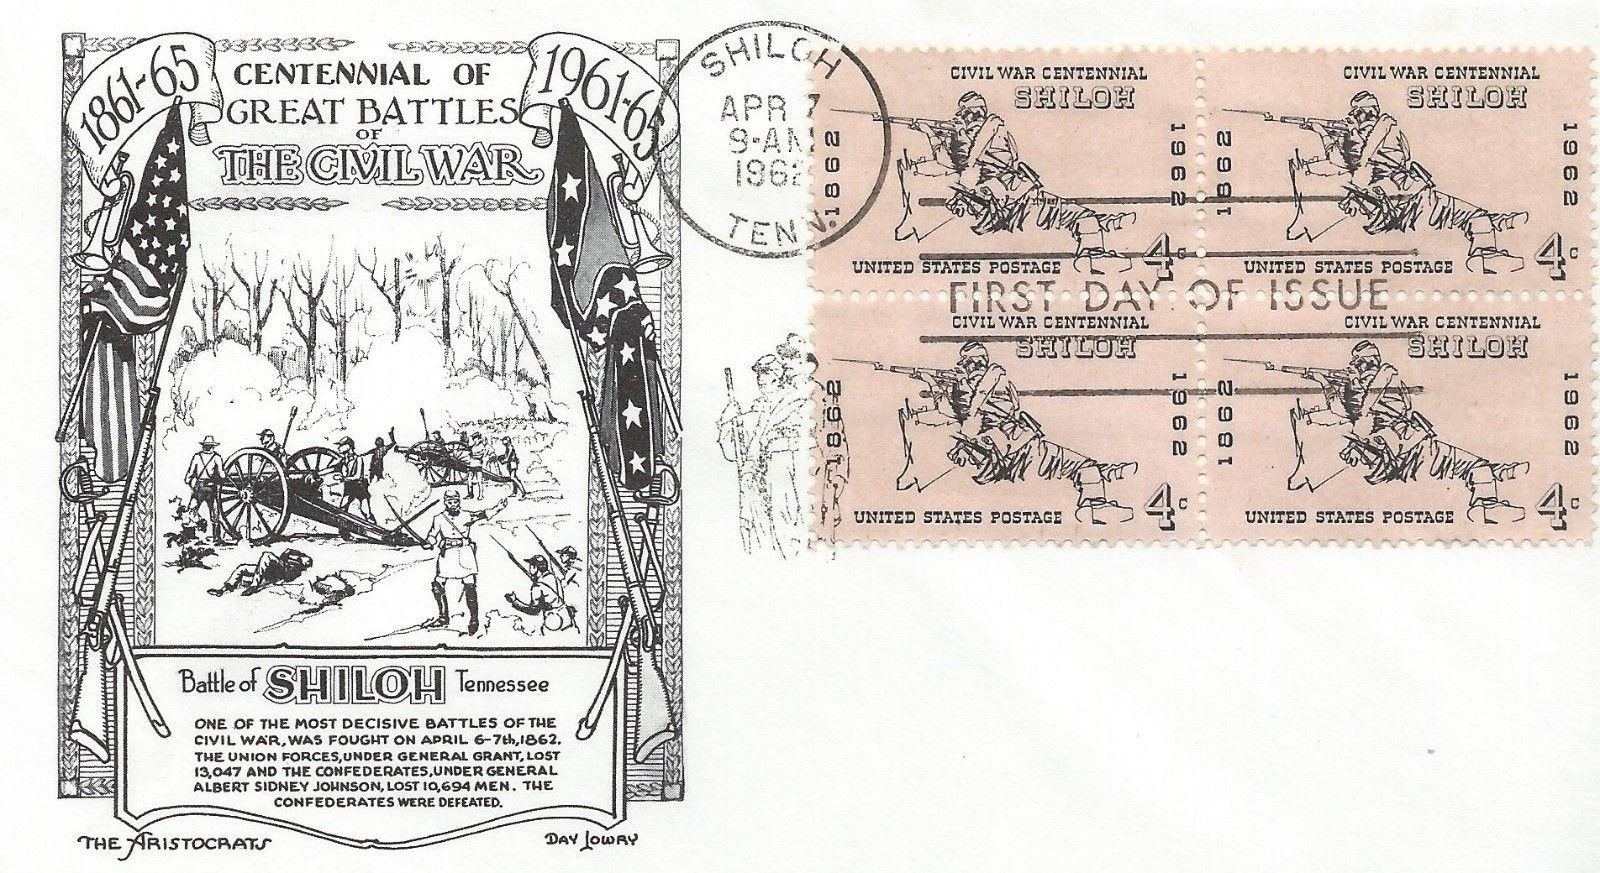 1861-65
1961-65
CENTENNIAL OF
GREAT BATTLES
OF
THE CIVIL WAR
SHILOH
APR 7
9-AM
1962
TENN.
CIVIL WAR CENTENNIAL
SHILOH
1862
1962
UNITED STATES POSTAGE 4c
CIVIL WAR CENTENNIAL
SHILOH
1862
1962
UNITED STATES POSTAGE 4c
FIRST DAY OF ISSUE
CIVIL WAR CENTENNIAL
SHILOH
1862
1962
UNITED STATES POSTAGE 4c
CIVIL WAR CENTENNIAL
SHILOH
1862
1962
UNITED STATES POSTAGE 4c
Battle of SHILOH Tennessee
ONE OF THE MOST DECISIVE BATTLES OF THE
CIVIL WAR, WAS FOUGHT ON APRIL 6-7th, 1862.
THE UNION FORCES, UNDER GENERAL GRANT, LOST
13,047 AND THE CONFEDERATES, UNDER GENERAL
ALBERT SIDNEY JOHNSON, LOST 10,694 MEN. THE
CONFEDERATES WERE DEFEATED.
THE ARISTOCRATS
DAY LOWRY